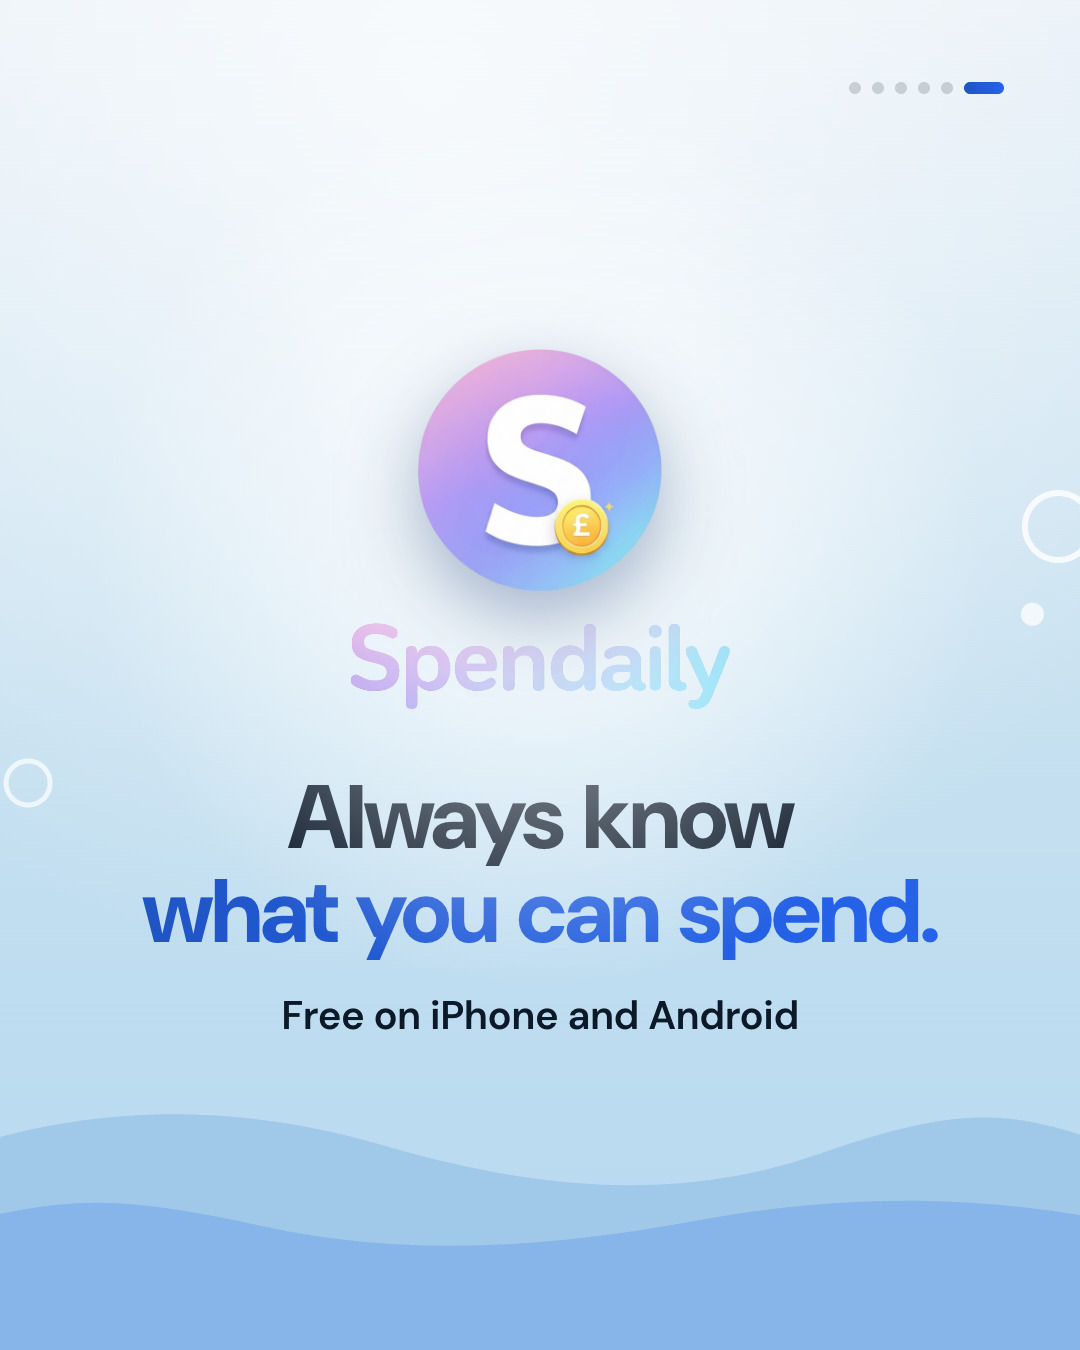 S
£
Spendaily
Always know
what you can spend.
Free on iPhone and Android